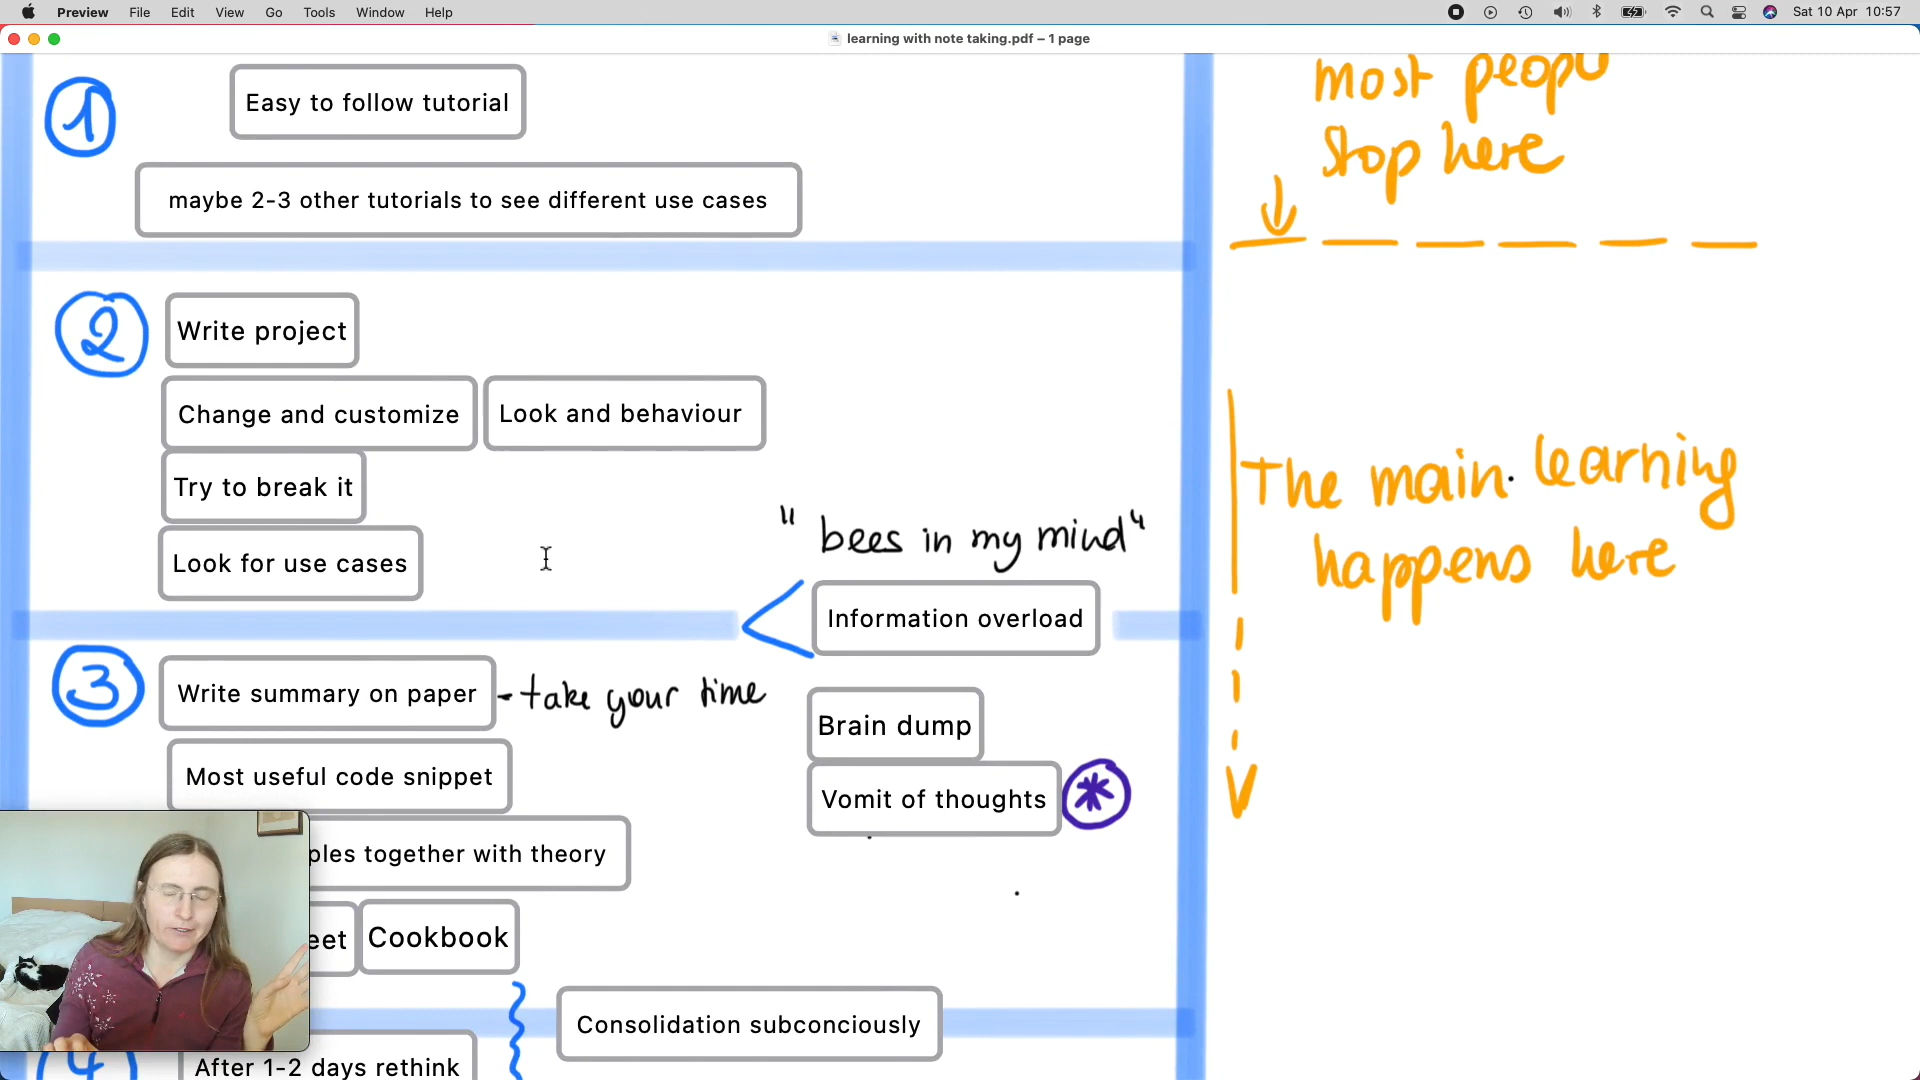 Preview File Edit View Go Tools Window Help
Sat 10 Apr 10:57
learning with note taking.pdf – 1 page
most
stop here
1
Easy to follow tutorial
maybe 2-3 other tutorials to see different use cases
2
Write project
Change and customize
Look and behaviour
Try to break it
Look for use cases
The main learning
happens here
"bees in my mind"
Information overload
3
Write summary on paper
- take your time
Brain dump
Most useful code snippet
Vomit of thoughts *
together with theory
Cookbook
Consolidation subconciously
4
After 1-2 days rethink